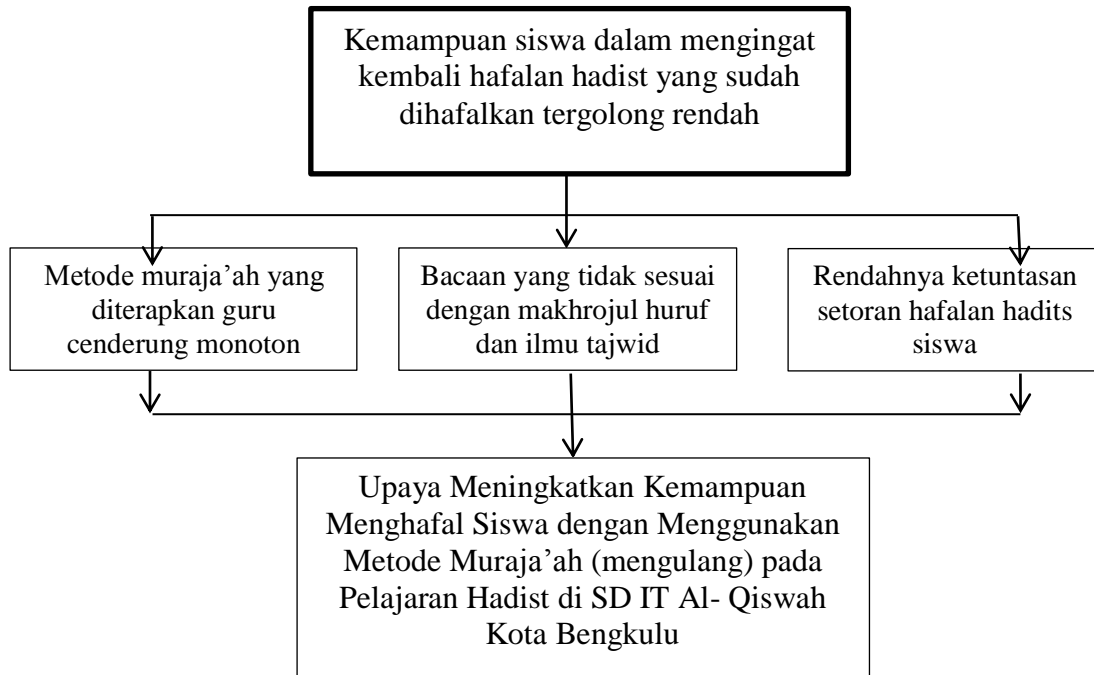 Kemampuan siswa dalam mengingat
kembali hafalan hadist yang sudah
dihafalkan tergolong rendah
Metode muraja’ah yang
diterapkan guru
cenderung monoton
Bacaan yang tidak sesuai
dengan makhrojul huruf
dan ilmu tajwid
Rendahnya ketuntasan
setoran hafalan hadits
siswa
Upaya Meningkatkan Kemampuan
Menghafal Siswa dengan Menggunakan
Metode Muraja’ah (mengulang) pada
Pelajaran Hadist di SD IT Al- Qiswah
Kota Bengkulu